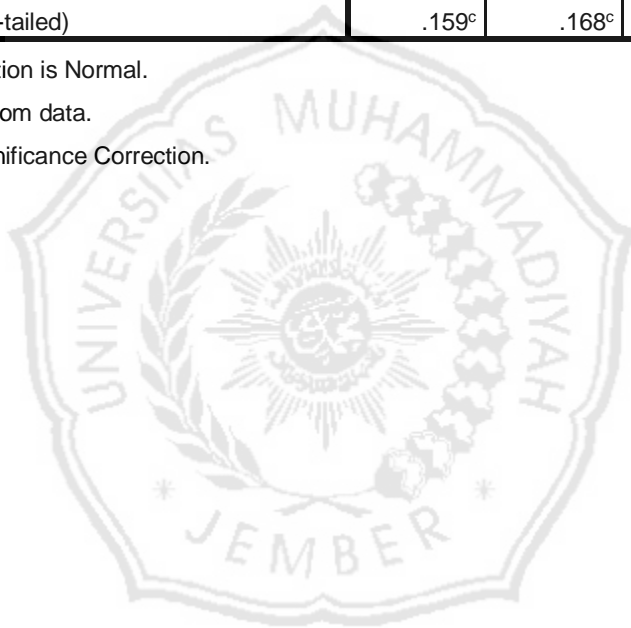 -tailed) .159ᶜ .168ᶜ
tion is Normal.
om data.
nificance Correction.
UNIVERSITAS MUHAMMADIYAH
* JEMBER *